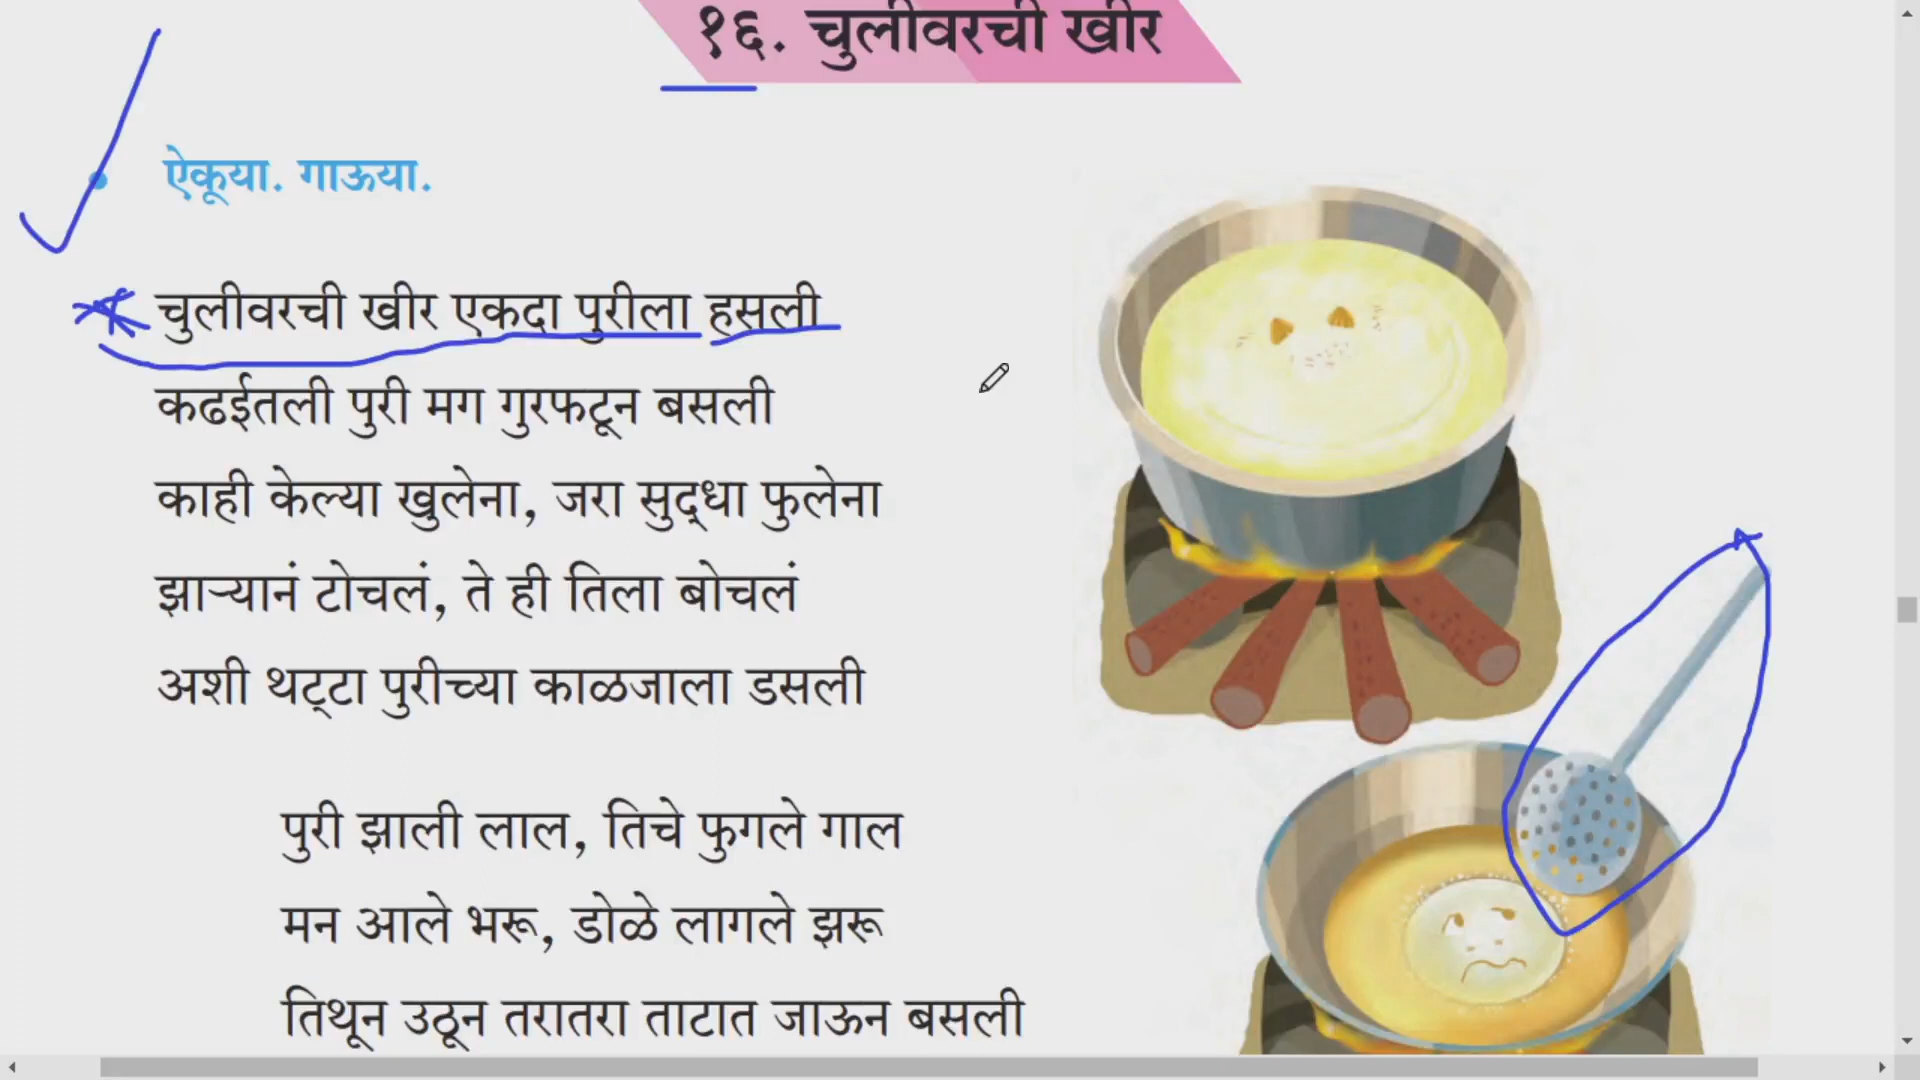 १६. चुलीवरची खीर
ऐकूया. गाऊया.
चुलीवरची खीर एकदा पुरीला हसली
कढईतली पुरी मग गुरफटून बसली
काही केल्या खुलेना, जरा सुद्‌धा फुलेना
झाऱ्यानं टोचलं, ते ही तिला बोचलं
अशी थट्‌टा पुरीच्या काळजाला डसली
पुरी झाली लाल, तिचे फुगले गाल
मन आले भरू, डोळे लागले झरू
तिथून उठून तरातरा ताटात जाऊन बसली